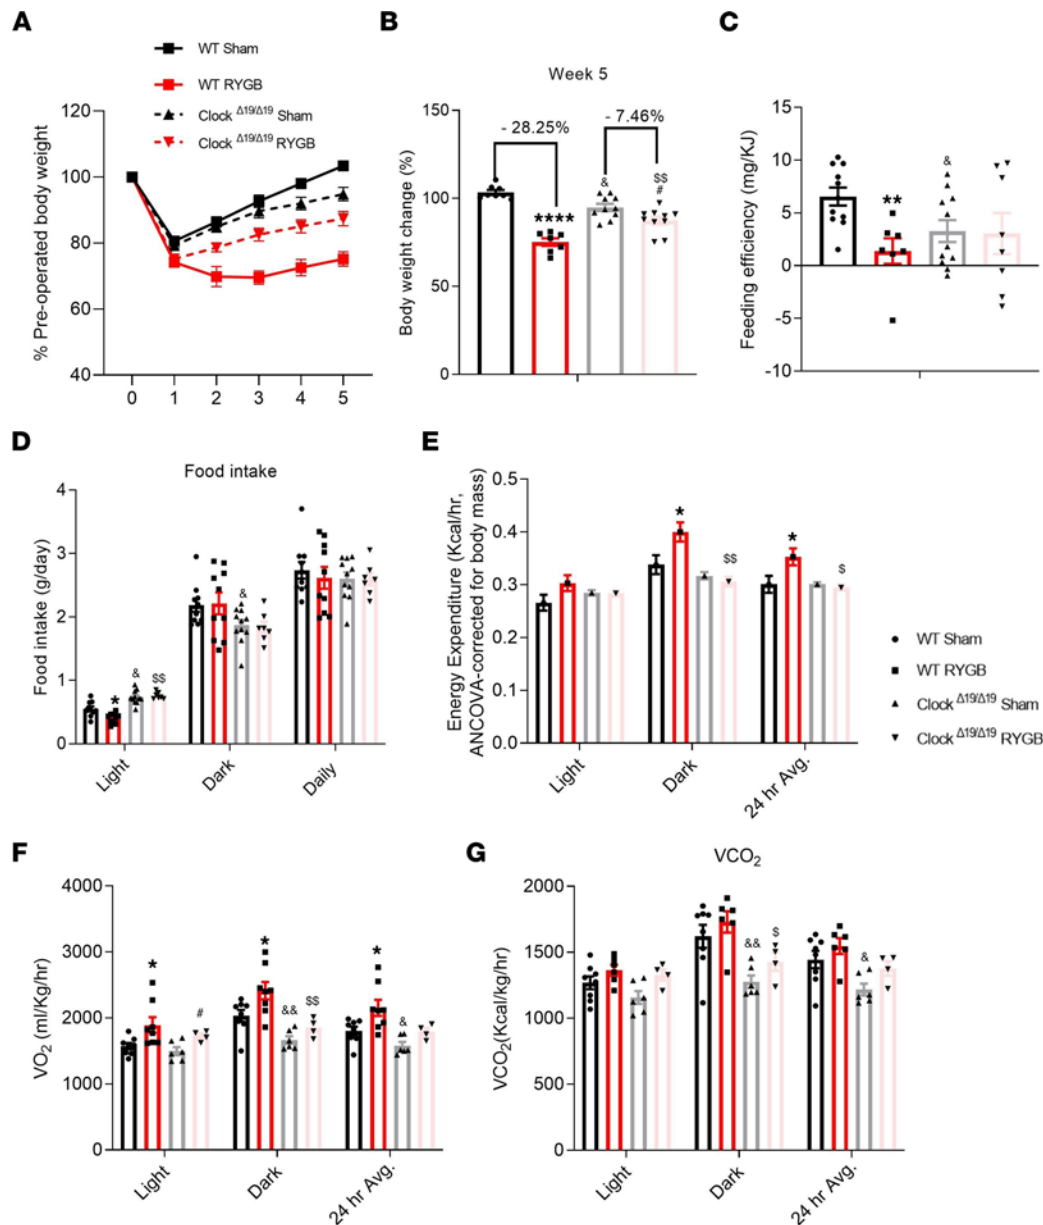 A
WT Sham
WT RYGB
Clock Δ19/Δ19 Sham
Clock Δ19/Δ19 RYGB
% Pre-operated body weight
120
100
80
60
40
0 1 2 3 4 5
B
Week 5
- 28.25%
- 7.46%
Body weight change (%)
150
100
50
0
****
&
$$
#
C
Feeding efficiency (mg/KJ)
15
10
5
0
-5
-10
**
&
D
Food intake
Food intake (g/day)
4
3
2
1
0
*
&
$$
&
Light
Dark
Daily
E
Energy Expenditure (Kcal/hr,
ANCOVA-corrected for body mass)
0.5
0.4
0.3
0.2
0.1
0.0
*
$$
*
$
Light
Dark
24 hr Avg.
WT Sham
WT RYGB
Clock Δ19/Δ19 Sham
Clock Δ19/Δ19 RYGB
F
VO2 (ml/Kg/hr)
4000
3000
2000
1000
0
*
#
*
&&
$$
*
&
Light
Dark
24 hr Avg.
G
VCO2
VCO2(Kcal/kg/hr)
2000
1500
1000
500
0
&&
$
&
Light
Dark
24 hr Avg.